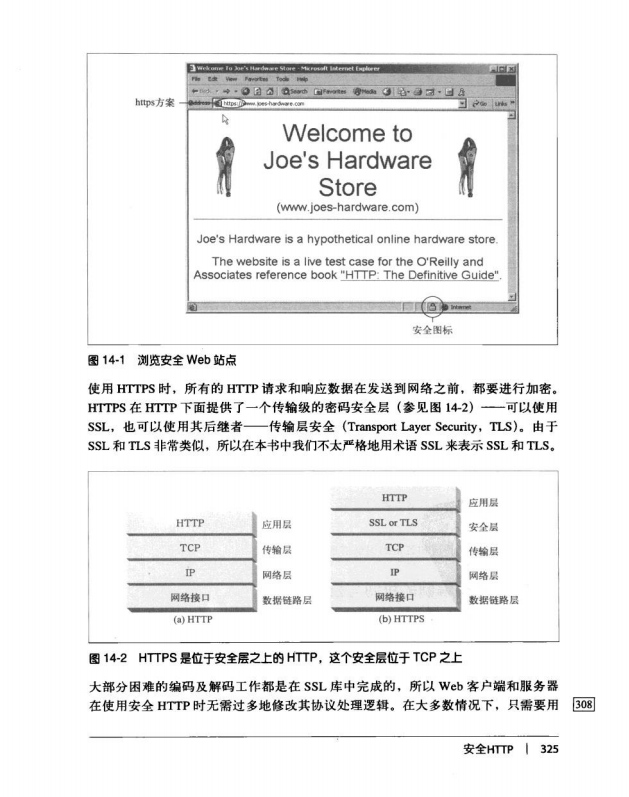 Welcome To Joe's Hardware Store - Microsoft Internet Explorer
File Edit View Favorites Tools Help
Search Favorites Media
https方案
https://www.joes-hardware.com
Go Links
Welcome to
Joe's Hardware
Store
(www.joes-hardware.com)
Joe's Hardware is a hypothetical online hardware store.
The website is a live test case for the O'Reilly and
Associates reference book "HTTP: The Definitive Guide".
Internet
安全图标
图 14-1 浏览安全 Web 站点
使用 HTTPS 时，所有的 HTTP 请求和响应数据在发送到网络之前，都要进行加密。
HTTPS 在 HTTP 下面提供了一个传输级的密码安全层（参见图 14-2）——可以使用
SSL，也可以使用其后继者——传输层安全（Transport Layer Security，TLS）。由于
SSL 和 TLS 非常类似，所以在本书中我们不太严格地用术语 SSL 来表示 SSL 和 TLS。
HTTP 应用层
TCP 传输层
IP 网络层
网络接口 数据链路层
(a) HTTP
HTTP 应用层
SSL or TLS 安全层
TCP 传输层
IP 网络层
网络接口 数据链路层
(b) HTTPS
图 14-2 HTTPS 是位于安全层之上的 HTTP，这个安全层位于 TCP 之上
大部分困难的编码及解码工作都是在 SSL 库中完成的，所以 Web 客户端和服务器
在使用安全 HTTP 时无需过多地修改其协议处理逻辑。在大多数情况下，只需要用
308
安全HTTP | 325